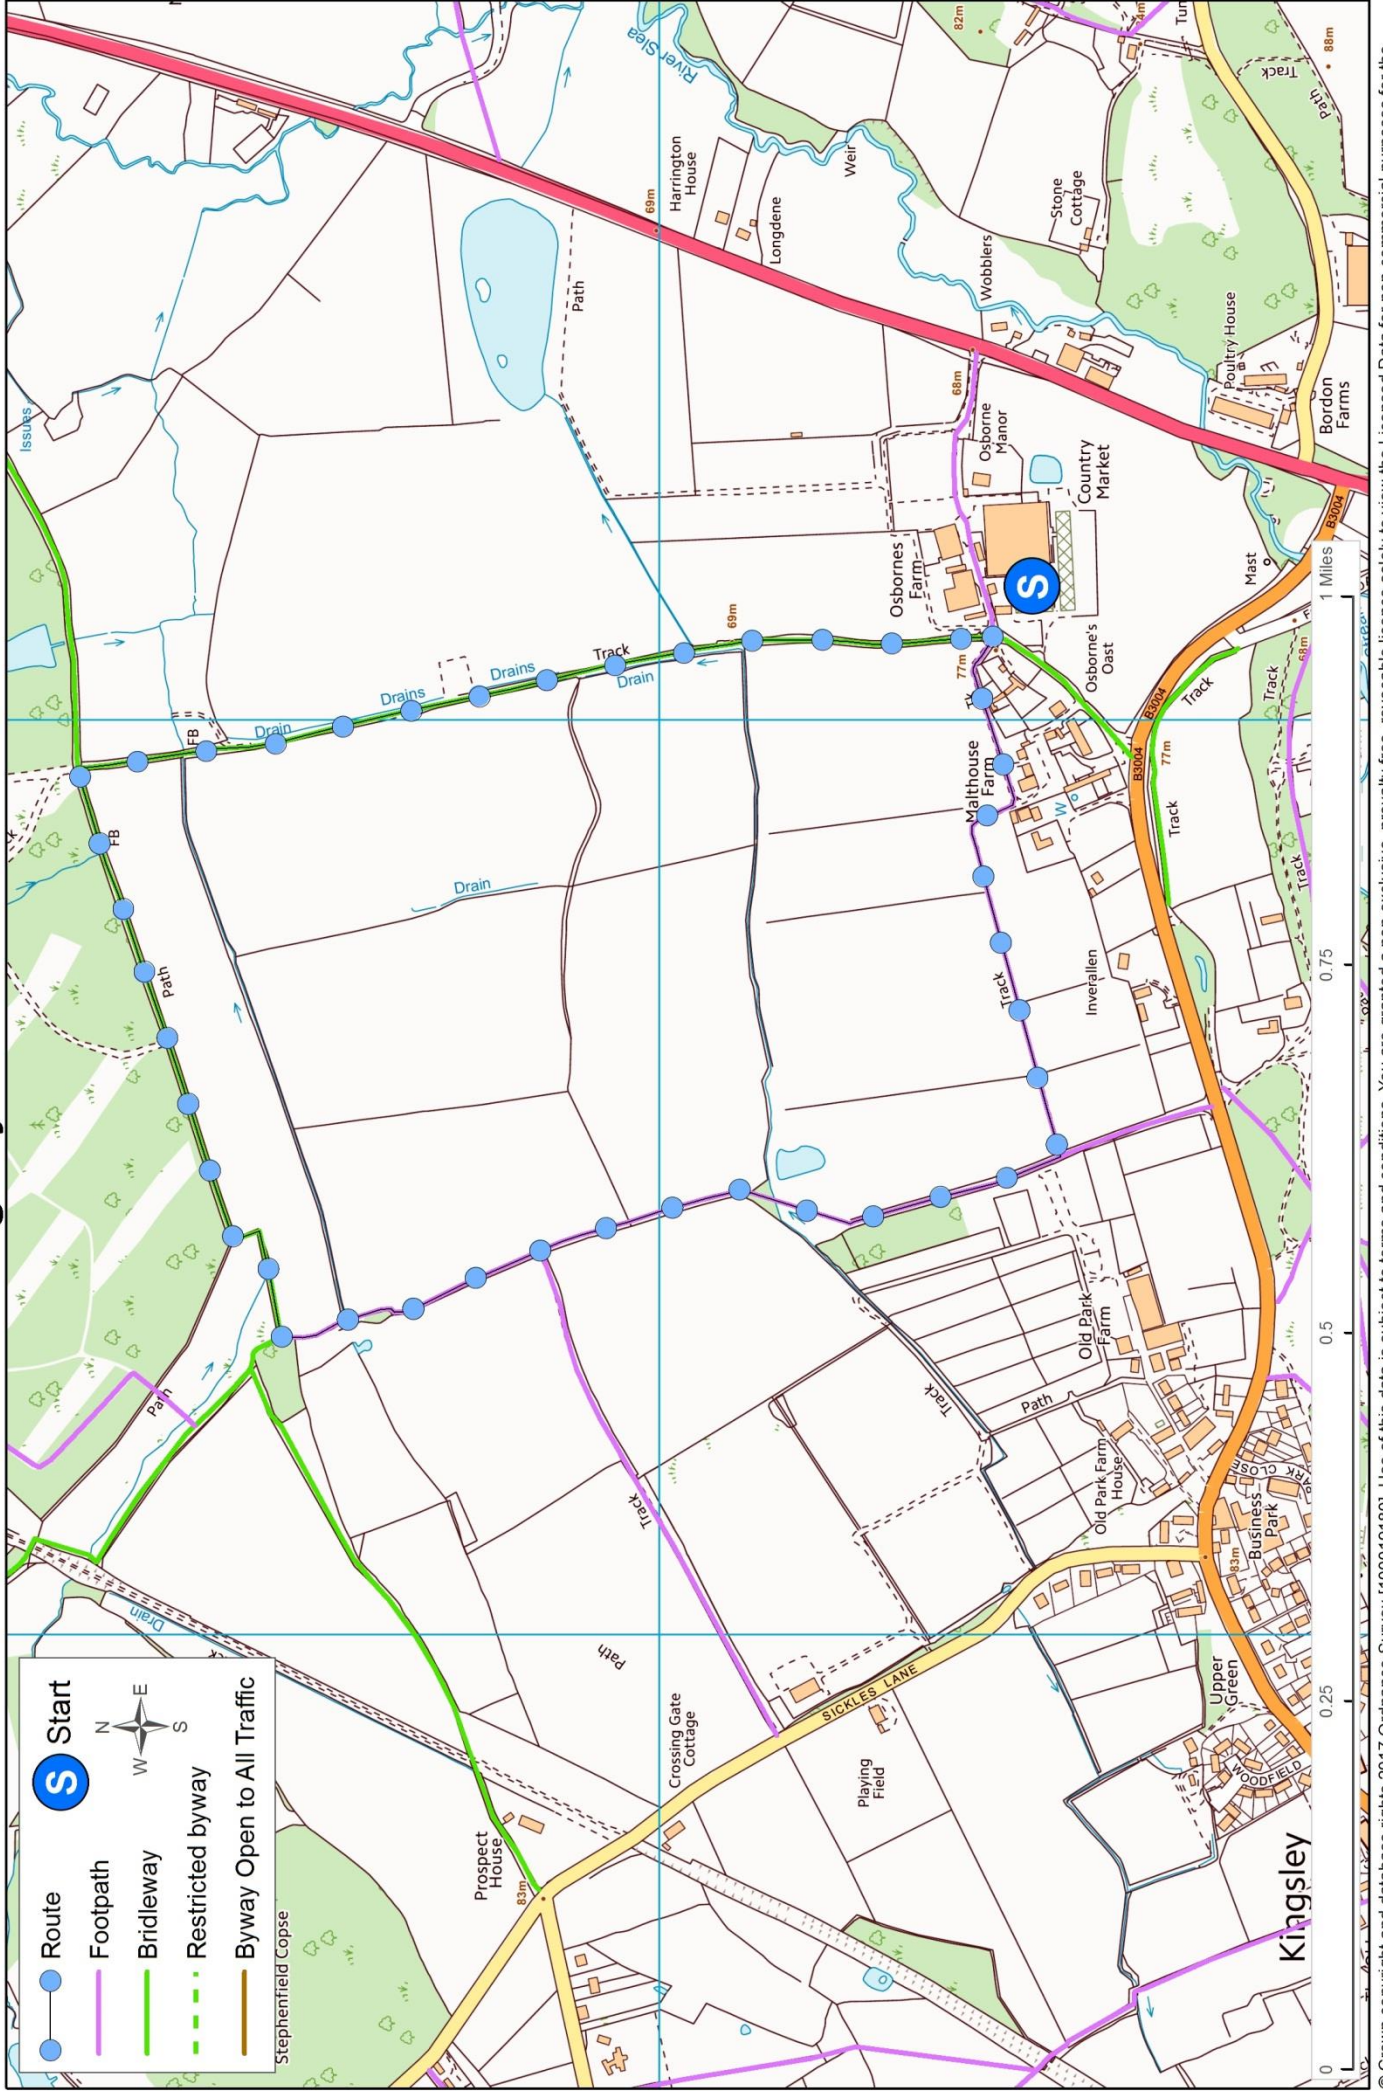 Route
S Start
Footpath
Bridleway
Restricted byway
Byway Open to All Traffic
N
W
E
S
Stephenfield Copse
Drain
Path
Path
FB
FB
Issues
Drain
Drains
Drains
Drain
Track
Drain
69m
Path
River Slea
69m
Harrington
House
Longdene
Weir
82m
Prospect
House
83m
Crossing Gate
Cottage
Path
Track
SICKLES LANE
Playing
Field
Track
Path
Old Park
Farm
Old Park Farm
House
Track
Inverallen
Malthouse
Farm
W
77m
Osbornes
Farm
S
Osborne's
Oast
68m
Osborne
Manor
Country
Market
Wobblers
Stone
Cottage
Poultry House
Bordon
Farms
Track
Path
88m
Mast
B3004
B3004
B3004
77m
Track
Track
Track
Track
68m
Upper
Green
83m
Business
Park
PARK CLOSE
WOODFIELD
Kingsley
0
0.25
0.5
0.75
1 Miles